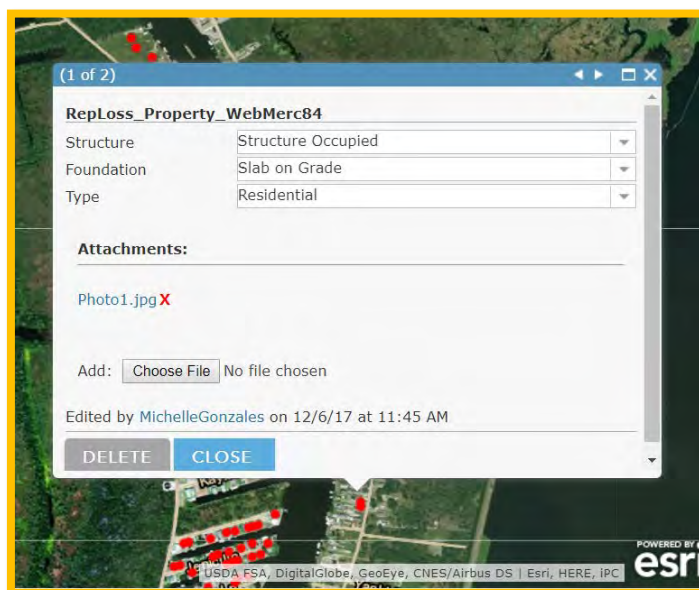 (1 of 2)
RepLoss_Property_WebMerc84
Structure Structure Occupied
Foundation Slab on Grade
Type Residential
Attachments:
Photo1.jpg X
Add: Choose File No file chosen
Edited by MichelleGonzales on 12/6/17 at 11:45 AM
DELETE CLOSE
POWERED BY
esri
USDA FSA, DigitalGlobe, GeoEye, CNES/Airbus DS | Esri, HERE, iPC